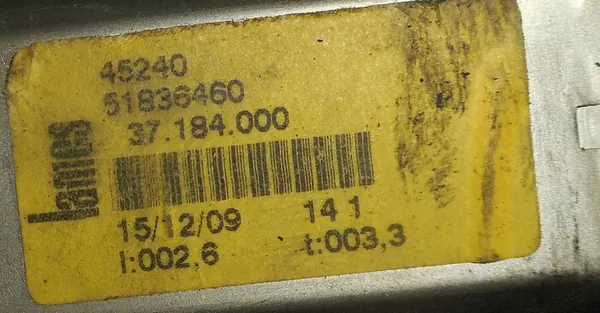 lames
45240
51836460
37.184.000
15/12/09 14 1
I:002,6 t:003,3